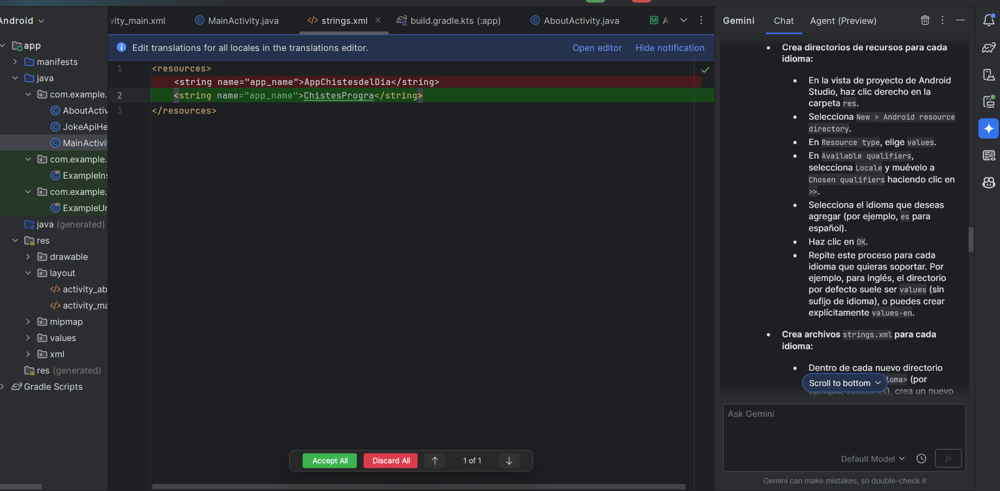 Android
app
manifests
java
com.example.
AboutActiv
JokeApiHe
MainActivit
com.example.
ExampleIns
com.example.
ExampleUn
java (generated)
res
drawable
layout
activity_ab
activity_ma
mipmap
values
xml
res (generated)
Gradle Scripts
vity_main.xml
MainActivity.java
strings.xml
build.gradle.kts (:app)
AboutActivity.java
M A
Edit translations for all locales in the translations editor.
Open editor
Hide notification
1 <resources>
<string name="app_name">AppChistesdelDia</string>
2 <string name="app_name">ChistesProgra</string>
3 </resources>
Accept All
Discard All
1 of 1
Gemini
Chat
Agent (Preview)
• Crea directorios de recursos para cada
idioma:
• En la vista de proyecto de Android
Studio, haz clic derecho en la
carpeta res.
• Selecciona New > Android resource
directory.
• En Resource type, elige values.
• En Available qualifiers,
selecciona Locale y muévelo a
Chosen qualifiers haciendo clic en
>>.
• Selecciona el idioma que deseas
agregar (por ejemplo, es para
español).
• Haz clic en OK.
• Repite este proceso para cada
idioma que quieras soportar. Por
ejemplo, para inglés, el directorio
por defecto suele ser values (sin
sufijo de idioma), o puedes crear
explícitamente values-en.
• Crea archivos strings.xml para cada
idioma:
• Dentro de cada nuevo directorio
ioma> (por
ejemplo, values-es), crea un nuevo
Scroll to bottom
Ask Gemini
Default Model
Gemini can make mistakes, so double-check it